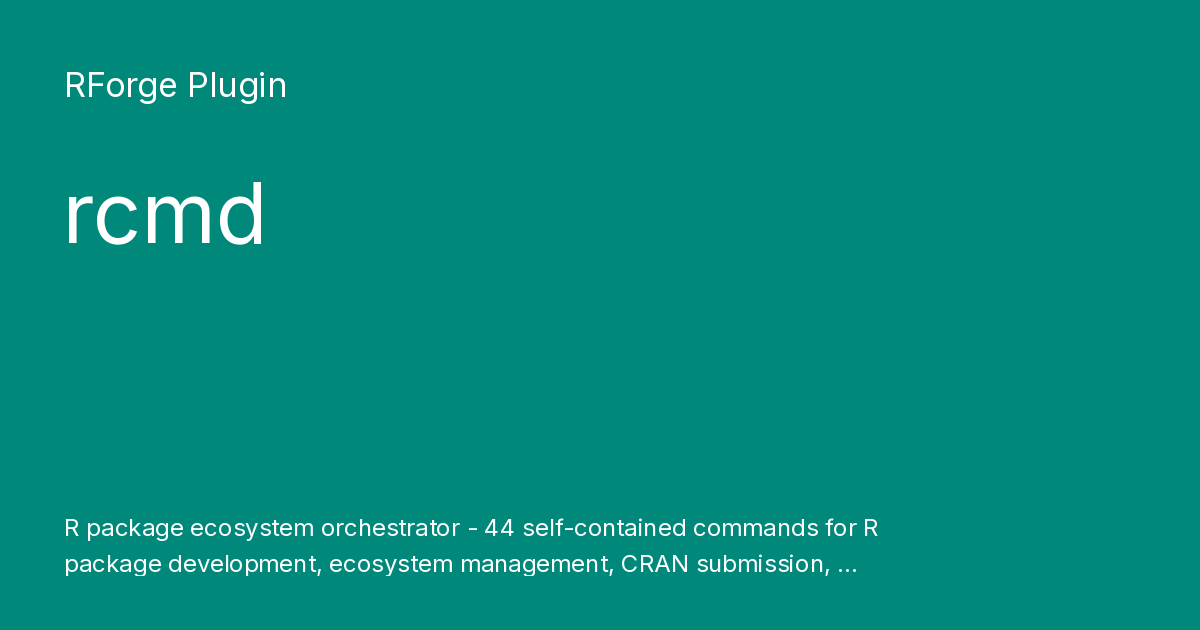 RForge Plugin
rcmd
R package ecosystem orchestrator - 44 self-contained commands for R
package development, ecosystem management, CRAN submission, ...